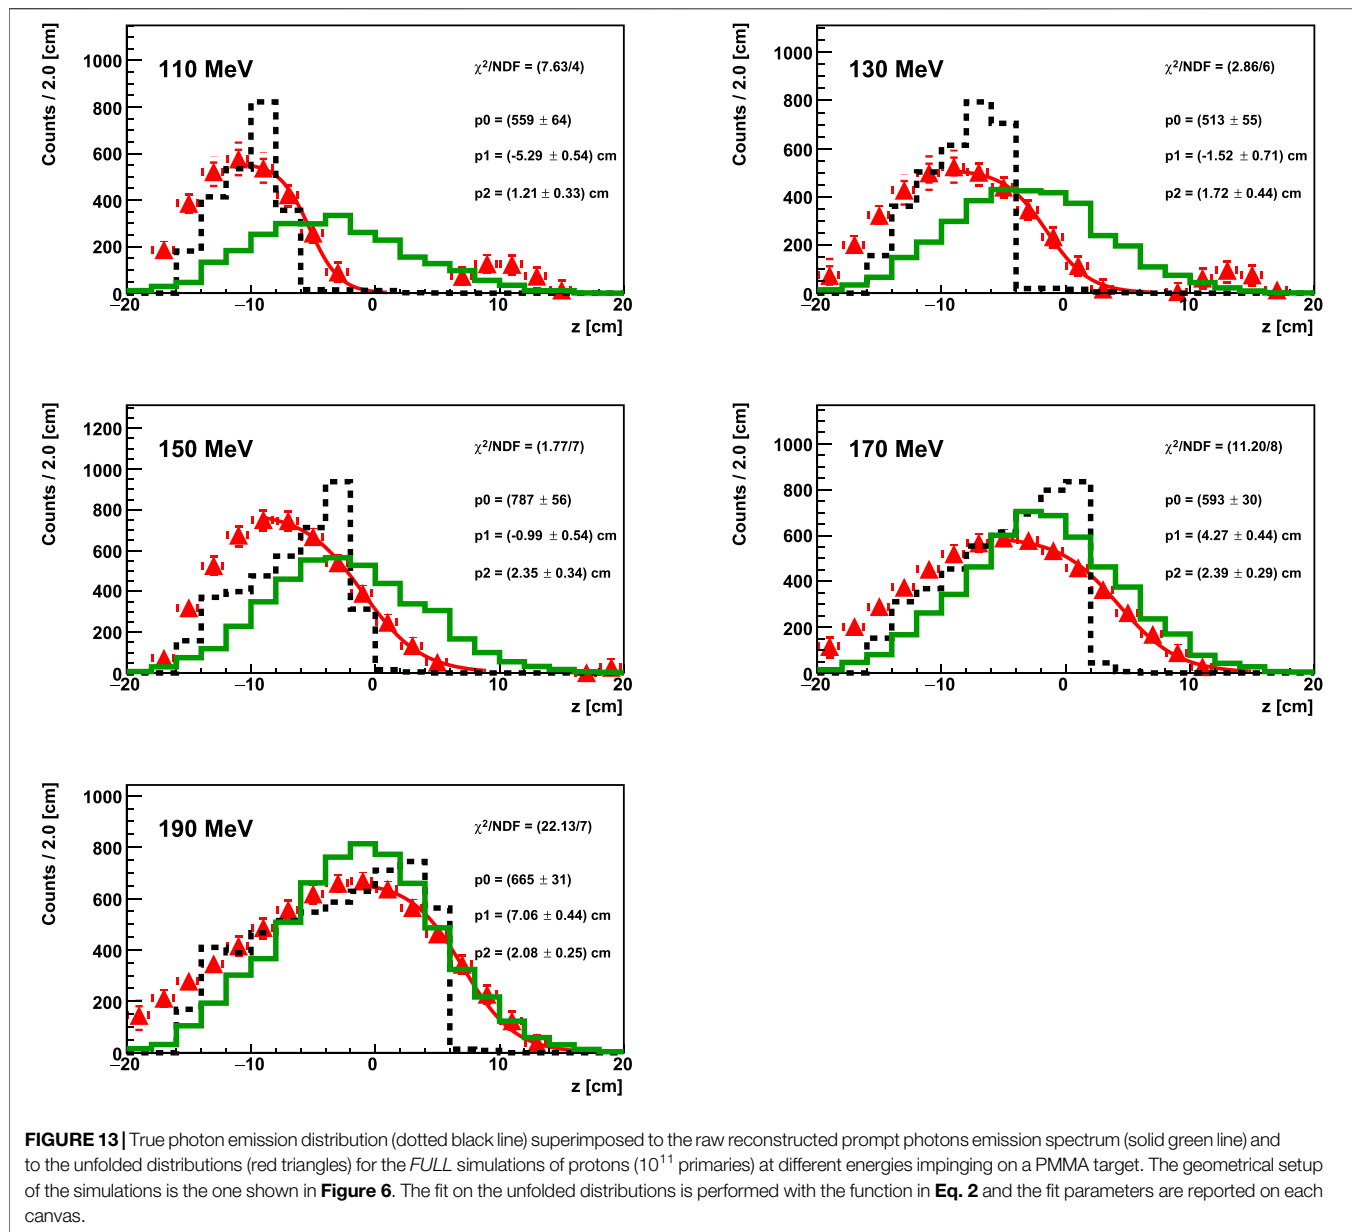 110 MeV
χ²/NDF = (7.63/4)
p0 = (559 ± 64)
p1 = (-5.29 ± 0.54) cm
p2 = (1.21 ± 0.33) cm
Counts / 2.0 [cm]
1000
800
600
400
200
0
−20 −10 0 10 20
z [cm]
130 MeV
χ²/NDF = (2.86/6)
p0 = (513 ± 55)
p1 = (-1.52 ± 0.71) cm
p2 = (1.72 ± 0.44) cm
Counts / 2.0 [cm]
1000
800
600
400
200
0
−20 −10 0 10 20
z [cm]
150 MeV
χ²/NDF = (1.77/7)
p0 = (787 ± 56)
p1 = (-0.99 ± 0.54) cm
p2 = (2.35 ± 0.34) cm
Counts / 2.0 [cm]
1200
1000
800
600
400
200
0
−20 −10 0 10 20
z [cm]
170 MeV
χ²/NDF = (11.20/8)
p0 = (593 ± 30)
p1 = (4.27 ± 0.44) cm
p2 = (2.39 ± 0.29) cm
Counts / 2.0 [cm]
1000
800
600
400
200
0
−20 −10 0 10 20
z [cm]
190 MeV
χ²/NDF = (22.13/7)
p0 = (665 ± 31)
p1 = (7.06 ± 0.44) cm
p2 = (2.08 ± 0.25) cm
Counts / 2.0 [cm]
1000
800
600
400
200
0
−20 −10 0 10 20
z [cm]
FIGURE 13 | True photon emission distribution (dotted black line) superimposed to the raw reconstructed prompt photons emission spectrum (solid green line) and
to the unfolded distributions (red triangles) for the FULL simulations of protons (10¹¹ primaries) at different energies impinging on a PMMA target. The geometrical setup
of the simulations is the one shown in Figure 6. The fit on the unfolded distributions is performed with the function in Eq. 2 and the fit parameters are reported on each
canvas.